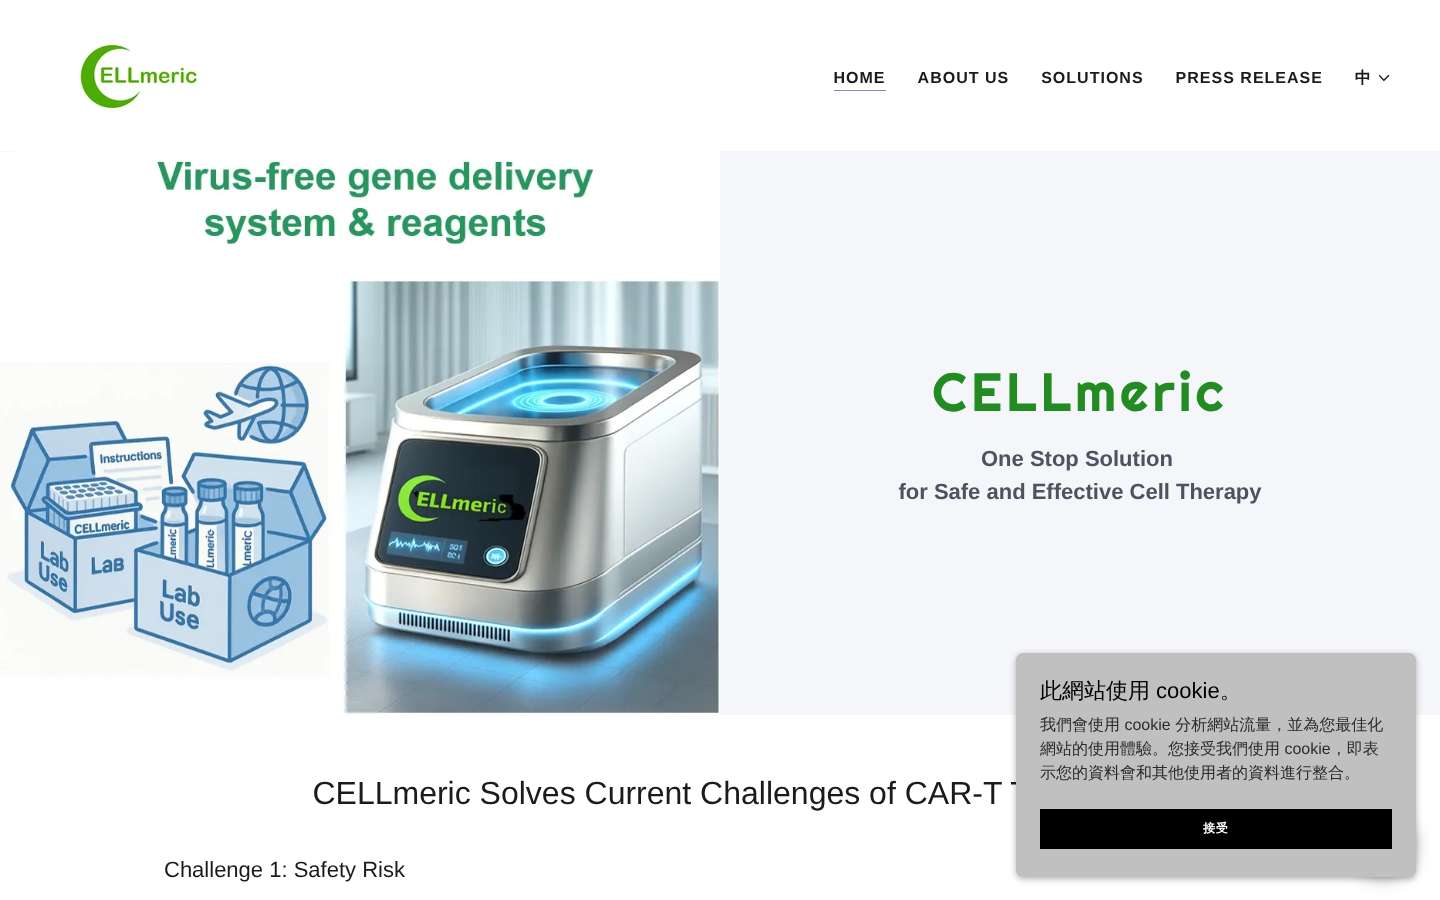 CELLmeric
HOME
ABOUT US
SOLUTIONS
PRESS RELEASE
中
Virus-free gene delivery
system & reagents
Instructions
CELLmeric
Lab
Use
LAB
meric
llmeric
llmeric
Lab
Use
CELLmeric
CELLmeric
One Stop Solution
for Safe and Effective Cell Therapy
CELLmeric Solves Current Challenges of CAR-T
Challenge 1: Safety Risk
此網站使用 cookie。
我們會使用 cookie 分析網站流量，並為您最佳化
網站的使用體驗。您接受我們使用 cookie，即表
示您的資料會和其他使用者的資料進行整合。
接受